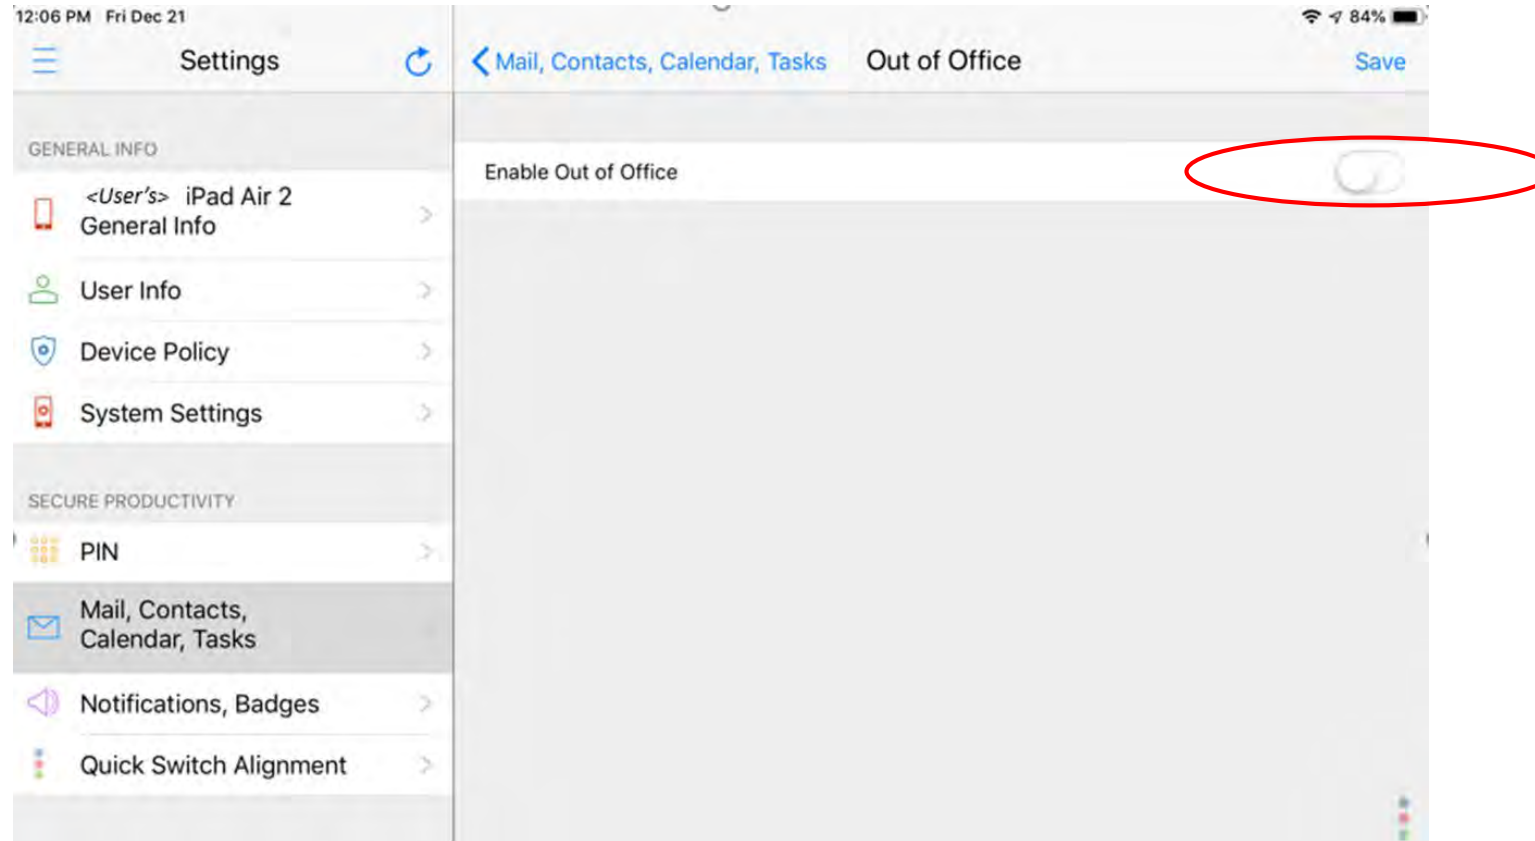 12:06 PM Fri Dec 21
84%
Settings
Mail, Contacts, Calendar, Tasks
Out of Office
Save
GENERAL INFO
<User's> iPad Air 2
General Info
User Info
Device Policy
System Settings
SECURE PRODUCTIVITY
PIN
Mail, Contacts,
Calendar, Tasks
Notifications, Badges
Quick Switch Alignment
Enable Out of Office